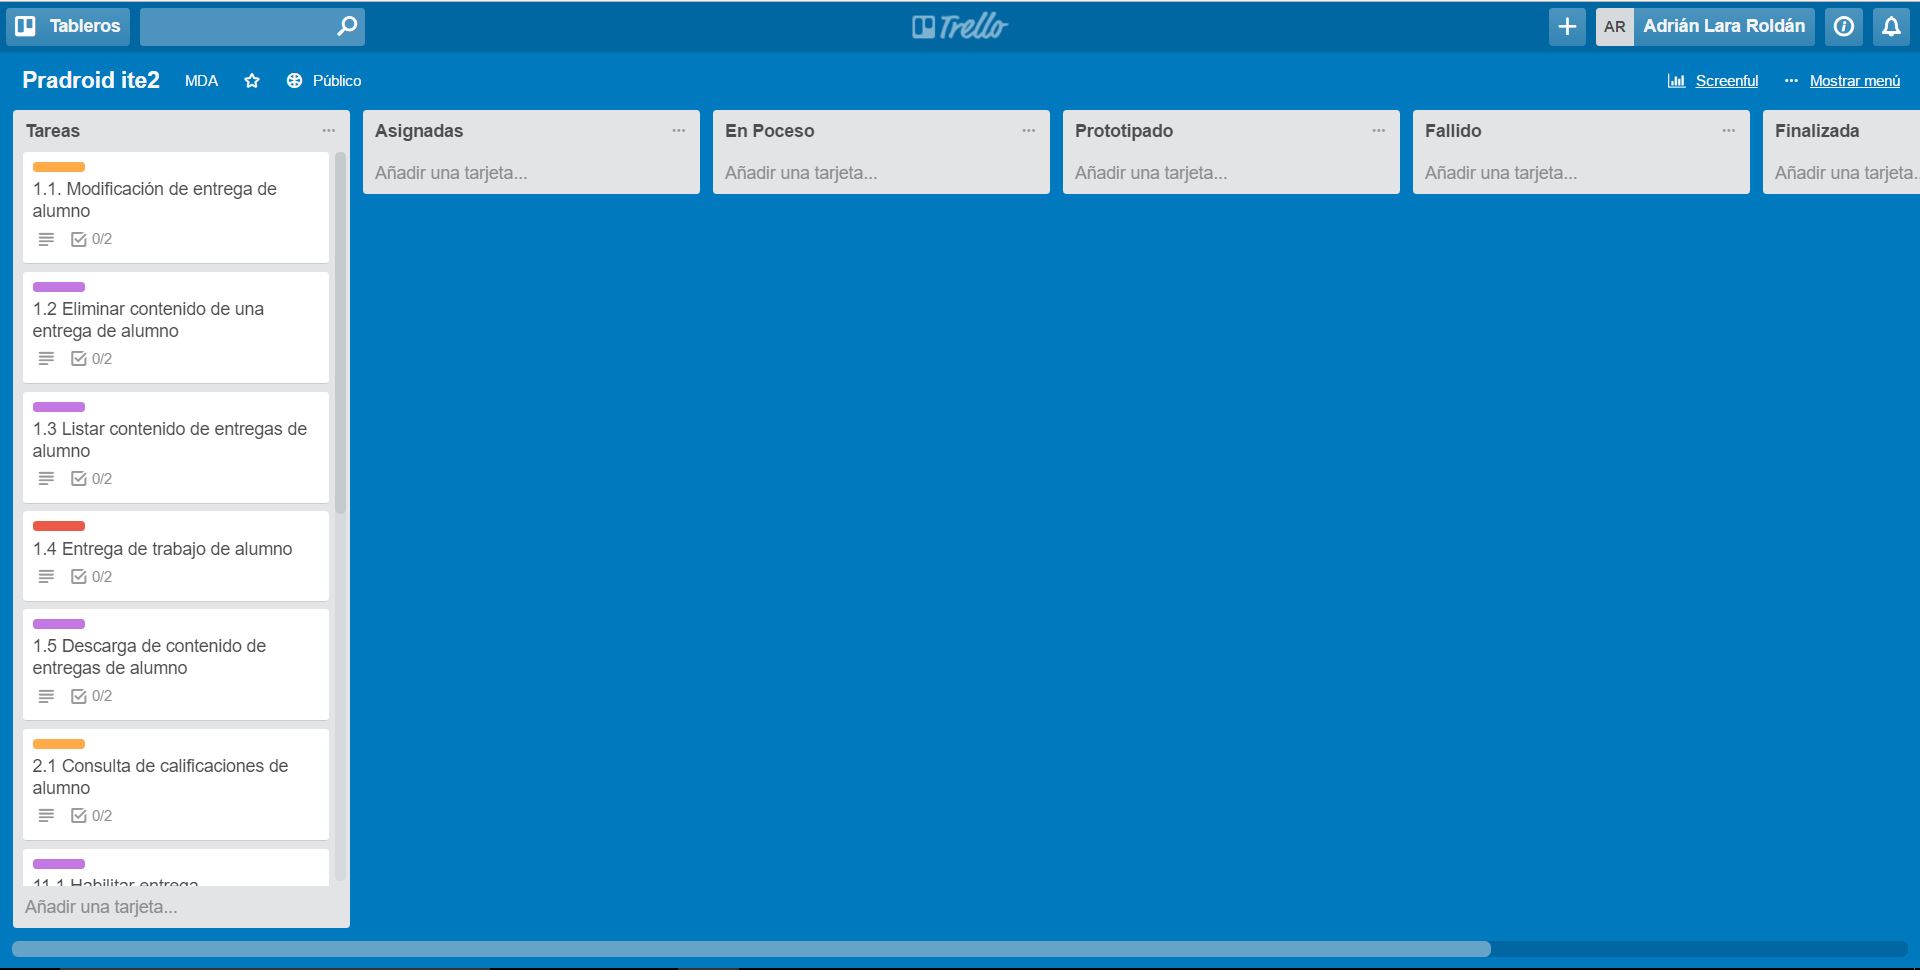 Tableros
Trello
AR Adrián Lara Roldán
Pradroid ite2 MDA Público
Screenful ··· Mostrar menú
Tareas ···
1.1. Modificación de entrega de
alumno
0/2
1.2 Eliminar contenido de una
entrega de alumno
0/2
1.3 Listar contenido de entregas de
alumno
0/2
1.4 Entrega de trabajo de alumno
0/2
1.5 Descarga de contenido de
entregas de alumno
0/2
2.1 Consulta de calificaciones de
alumno
0/2
11.1 Habilitar entrega
Añadir una tarjeta...
Asignadas ···
Añadir una tarjeta...
En Poceso ···
Añadir una tarjeta...
Prototipado ···
Añadir una tarjeta...
Fallido ···
Añadir una tarjeta...
Finalizada
Añadir una tarjeta..